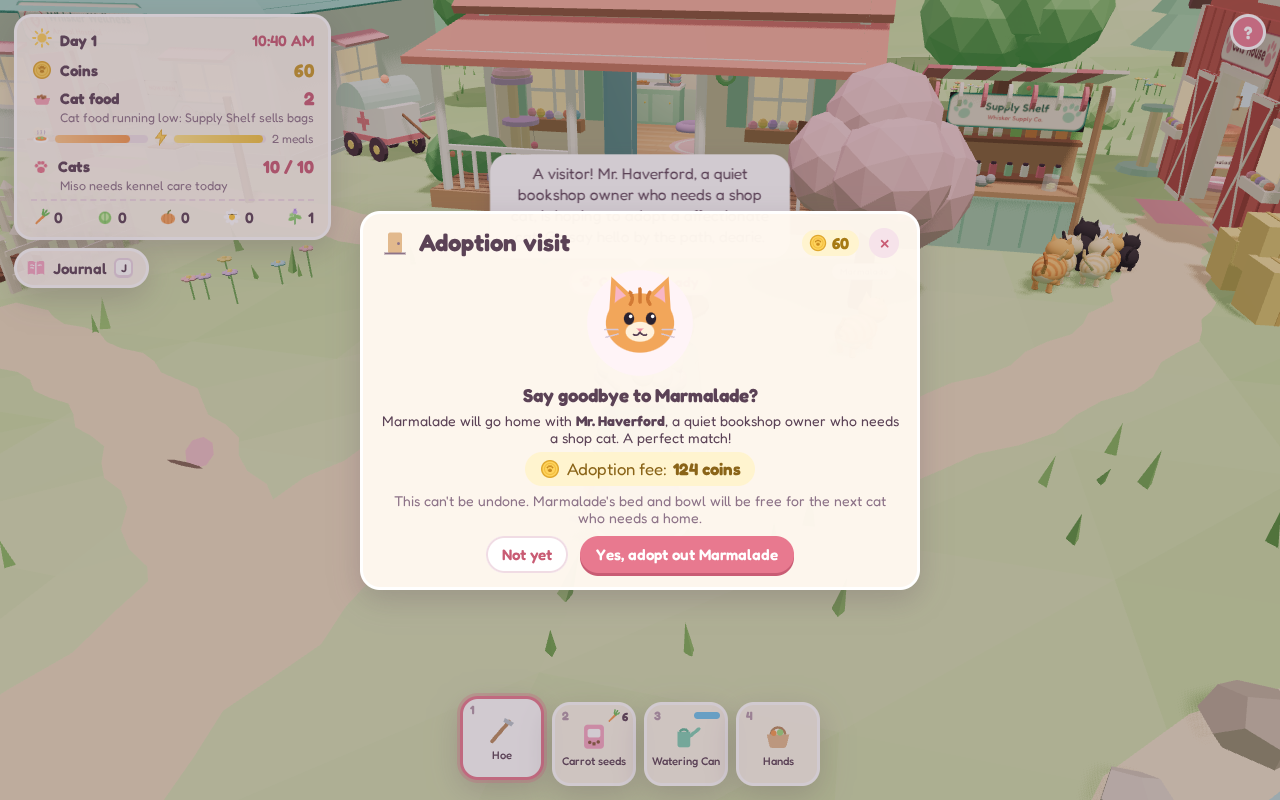 Day 1
10:40 AM
Coins
60
Cat food
2
Cat food running low: Supply Shelf sells bags
2 meals
Cats
10 / 10
Miso needs kennel care today
0
0
0
0
1
Journal
J
?
Supply Shelf
Whisker Supply Co.
House
A visitor! Mr. Haverford, a quiet
bookshop owner who needs a shop
Adoption visit
60
×
Say goodbye to Marmalade?
Marmalade will go home with Mr. Haverford, a quiet bookshop owner who needs
a shop cat. A perfect match!
Adoption fee: 124 coins
This can't be undone. Marmalade's bed and bowl will be free for the next cat
who needs a home.
Not yet
Yes, adopt out Marmalade
1
Hoe
2
6
Carrot seeds
3
Watering Can
4
Hands